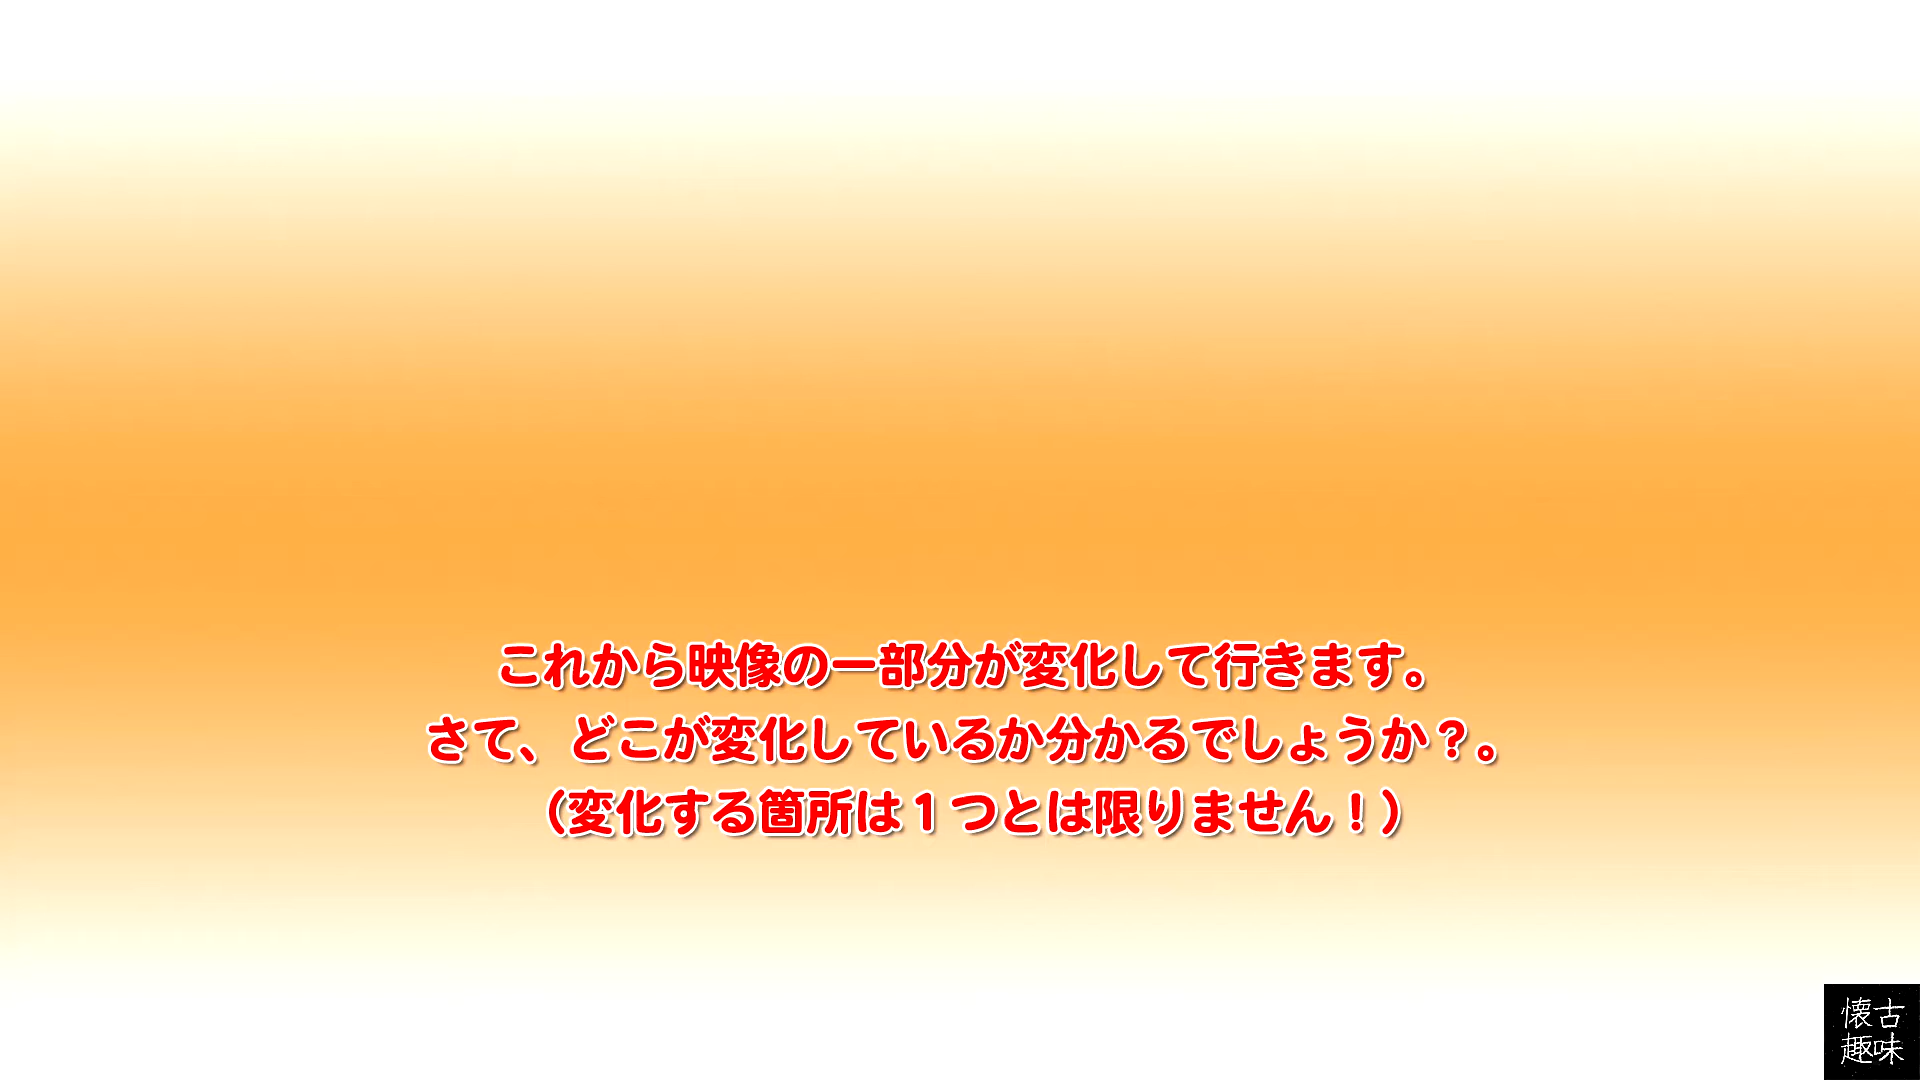 これから映像の一部分が変化して行きます。
さて、どこが変化しているか分かるでしょうか？。
（変化する箇所は１つとは限りません！）
懐古
趣味